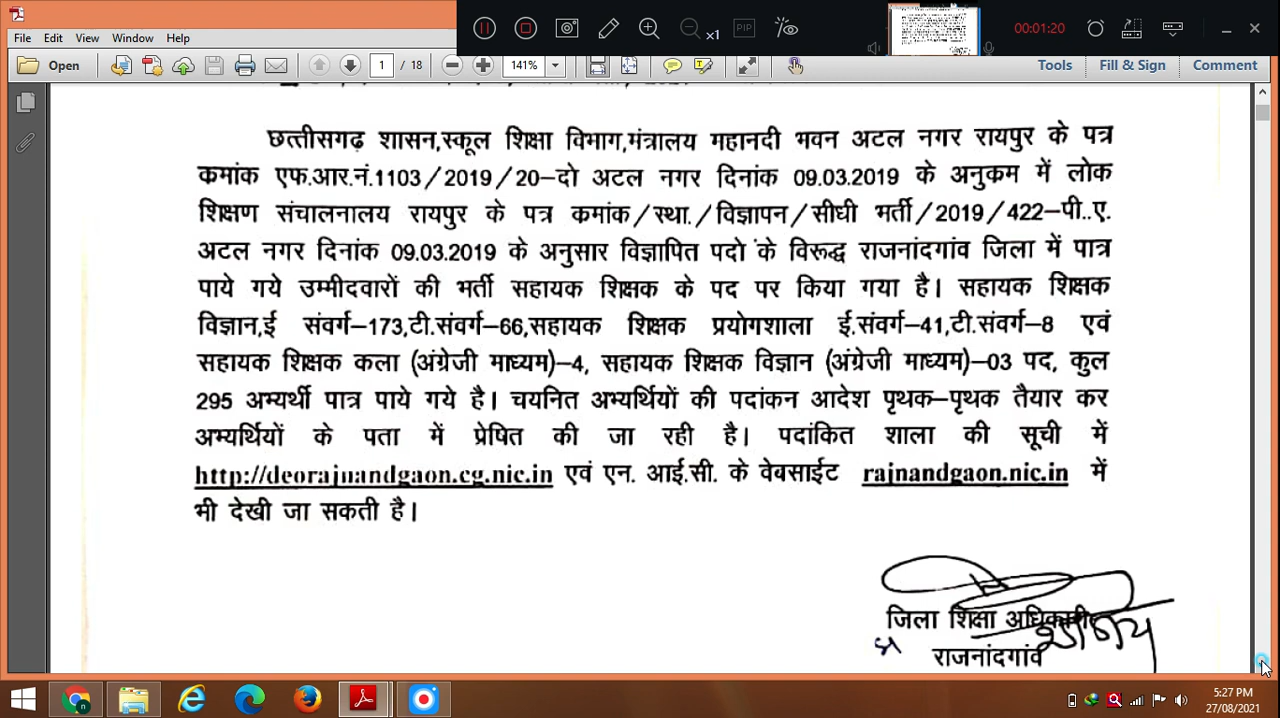 00:01:20
File Edit View Window Help
x1 PIP
Open 1 / 18 141% Tools Fill & Sign Comment
छत्तीसगढ़ शासन,स्कूल शिक्षा विभाग,मंत्रालय महानदी भवन अटल नगर रायपुर के पत्र
कमांक एफ.आर.नं.1103/2019/20–दो अटल नगर दिनांक 09.03.2019 के अनुकम में लोक
शिक्षण संचालनालय रायपुर के पत्र कमांक/स्था./विज्ञापन/सीधी भर्ती/2019/422–पी..ए.
अटल नगर दिनांक 09.03.2019 के अनुसार विज्ञापित पदो के विरूद्ध राजनांदगांव जिला में पात्र
पाये गये उम्मीदवारों की भर्ती सहायक शिक्षक के पद पर किया गया है। सहायक शिक्षक
विज्ञान,ई संवर्ग–173,टी.संवर्ग–66,सहायक शिक्षक प्रयोगशाला ई.संवर्ग–41,टी.संवर्ग–8 एवं
सहायक शिक्षक कला (अंग्रेजी माध्यम)–4, सहायक शिक्षक विज्ञान (अंग्रेजी माध्यम)–03 पद, कुल
295 अभ्यर्थी पात्र पाये गये है। चयनित अभ्यर्थियों की पदांकन आदेश पृथक–पृथक तैयार कर
अभ्यर्थियों के पता में प्रेषित की जा रही है। पदांकित शाला की सूची में
http://deorajnandgaon.cg.nic.in एवं एन. आई.सी. के वेबसाईट rajnandgaon.nic.in में
भी देखी जा सकती है।
जिला शिक्षा अधिकारी
राजनांदगांव
5:27 PM
27/08/2021